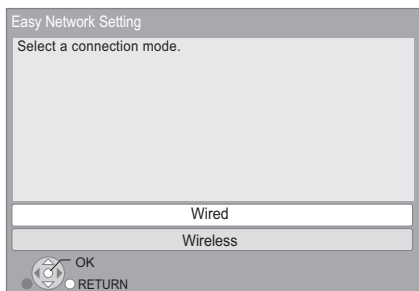 Easy Network Setting
Select a connection mode.
Wired
Wireless
OK
RETURN